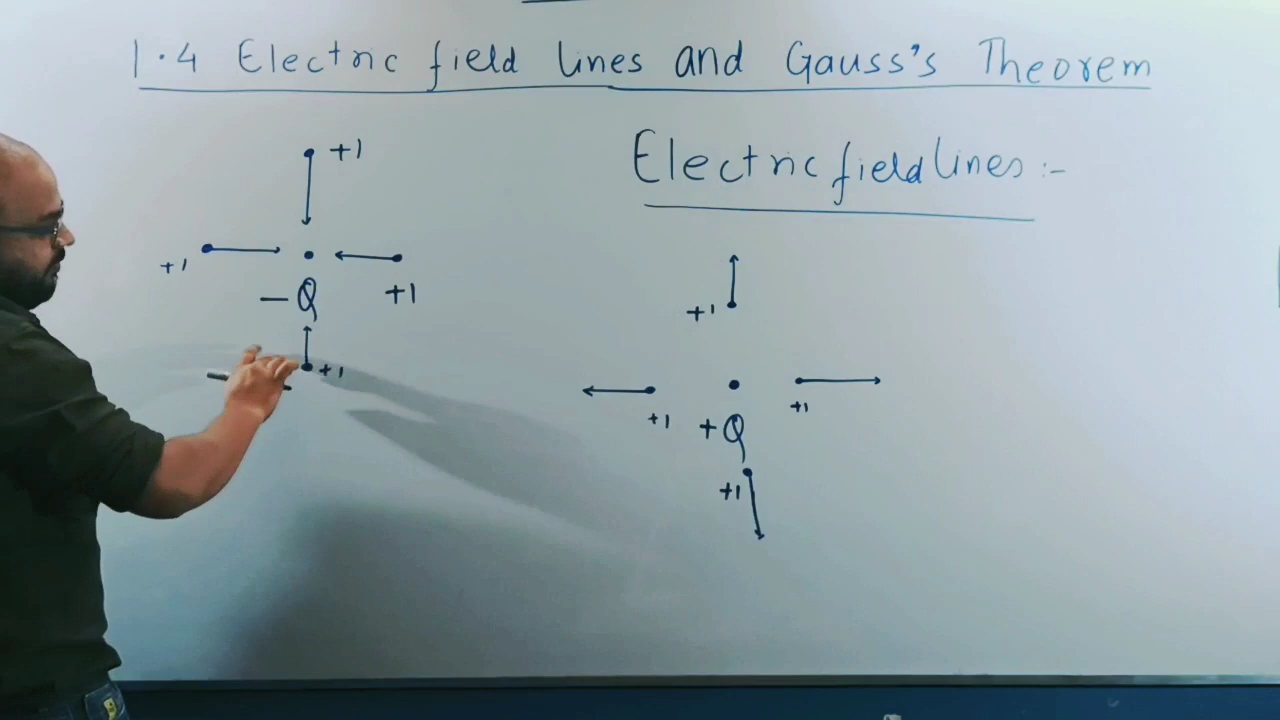 1.4 Electric field lines and Gauss's Theorem
Electric field lines :-
+1
+1
- Q
+1
+1
+1
+1
+1
+ Q
+1